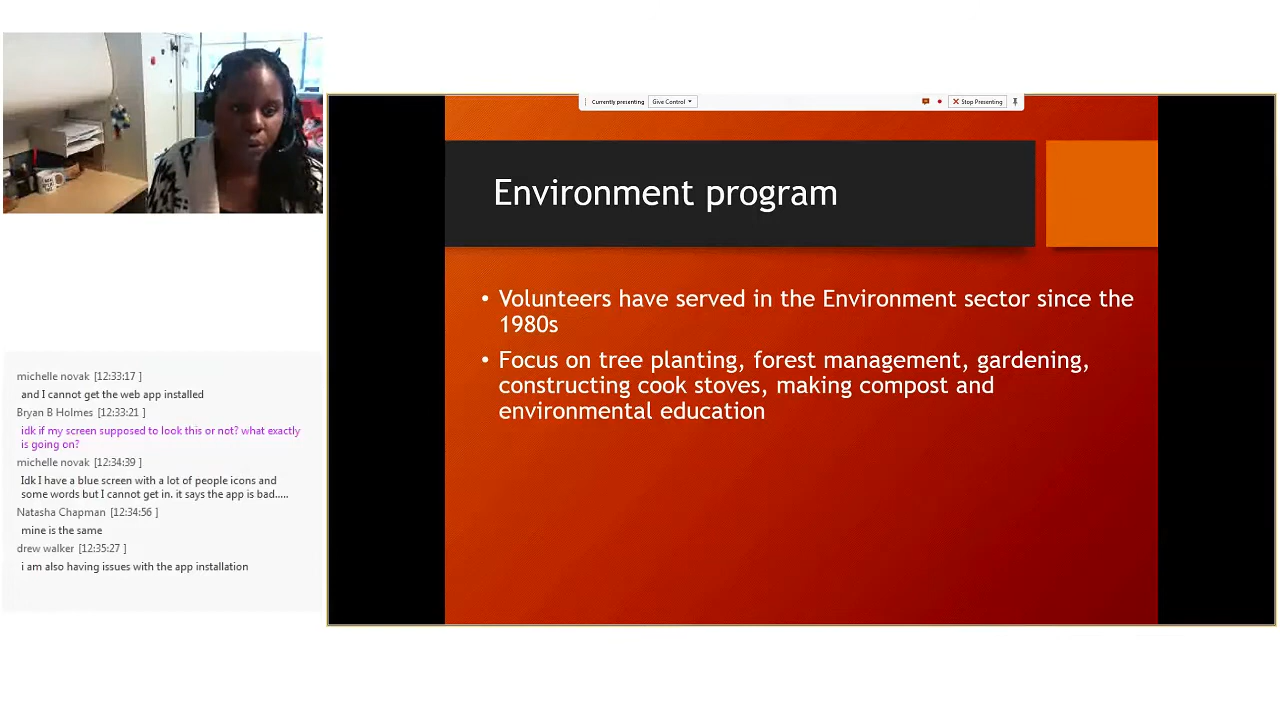 Currently presenting
Give Control
Stop Presenting
Environment program
• Volunteers have served in the Environment sector since the
1980s
• Focus on tree planting, forest management, gardening,
constructing cook stoves, making compost and
environmental education
michelle novak [12:33:17 ]
and I cannot get the web app installed
Bryan B Holmes [12:33:21 ]
idk if my screen supposed to look this or not? what exactly
is going on?
michelle novak [12:34:39 ]
Idk I have a blue screen with a lot of people icons and
some words but I cannot get in. it says the app is bad.....
Natasha Chapman [12:34:56 ]
mine is the same
drew walker [12:35:27 ]
i am also having issues with the app installation